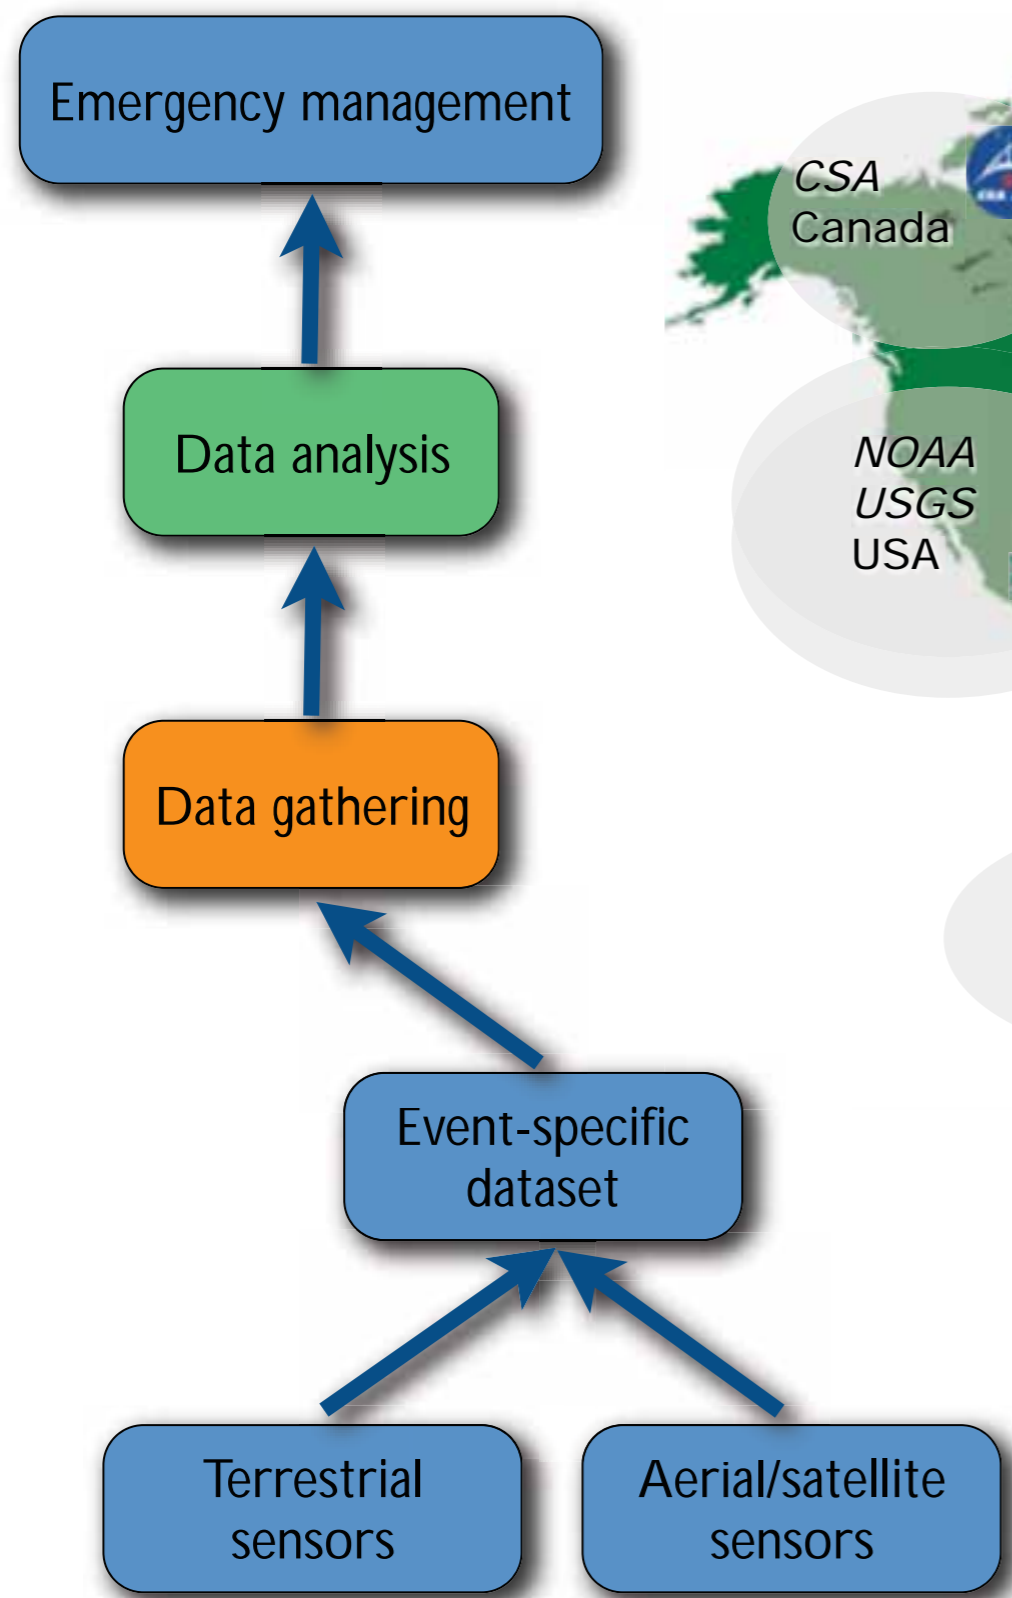 Emergency management
CSA
Canada
Data analysis
NOAA
USGS
USA
Data gathering
Event-specific
dataset
Terrestrial
sensors
Aerial/satellite
sensors